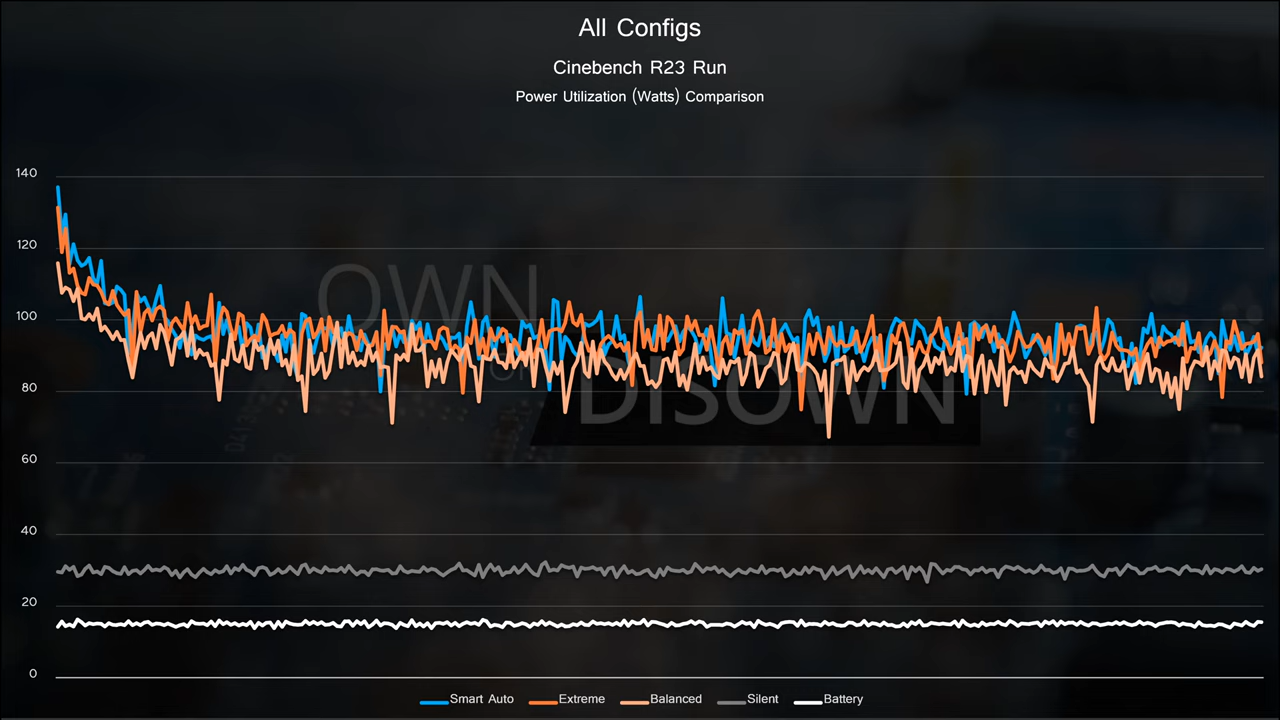 All Configs
Cinebench R23 Run
Power Utilization (Watts) Comparison
140
120
100
80
60
40
20
0
OWN
OR
DISOWN
Smart Auto
Extreme
Balanced
Silent
Battery